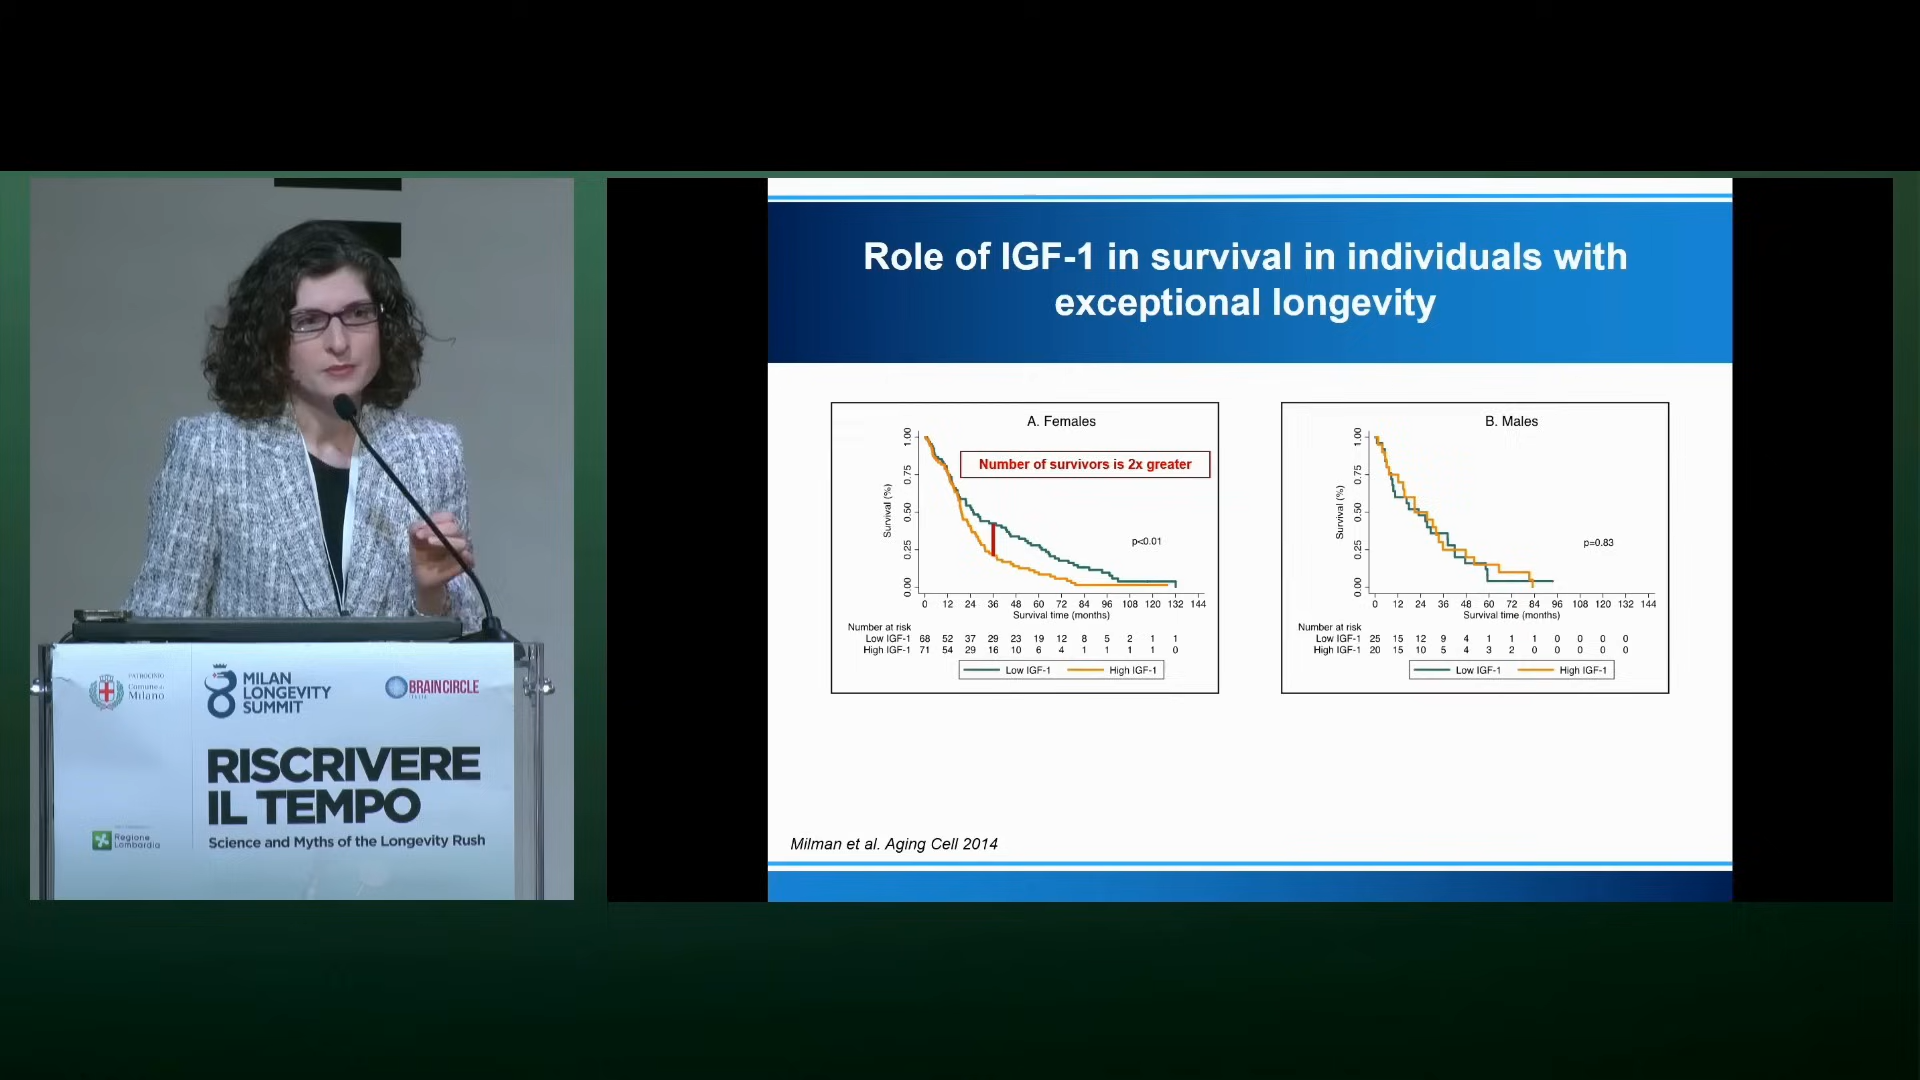 PATROCINIO
Comune di
Milano
MILAN
LONGEVITY
SUMMIT
BRAINCIRCLE
RISCRIVERE
IL TEMPO
Science and Myths of the Longevity Rush
Regione
Lombardia
Role of IGF-1 in survival in individuals with
exceptional longevity
A. Females
Number of survivors is 2x greater
Survival (%)
1.00
0.75
0.50
0.25
0.00
p<0.01
0 12 24 36 48 60 72 84 96 108 120 132 144
Survival time (months)
Number at risk
Low IGF-1 68 52 37 29 23 19 12 8 5 2 1 1
High IGF-1 71 54 29 16 10 6 4 1 1 1 1 0
Low IGF-1 High IGF-1
B. Males
Survival (%)
1.00
0.75
0.50
0.25
0.00
p=0.83
0 12 24 36 48 60 72 84 96 108 120 132 144
Survival time (months)
Number at risk
Low IGF-1 25 15 12 9 4 1 1 1 0 0 0 0
High IGF-1 20 15 10 5 4 3 2 0 0 0 0 0
Low IGF-1 High IGF-1
Milman et al. Aging Cell 2014